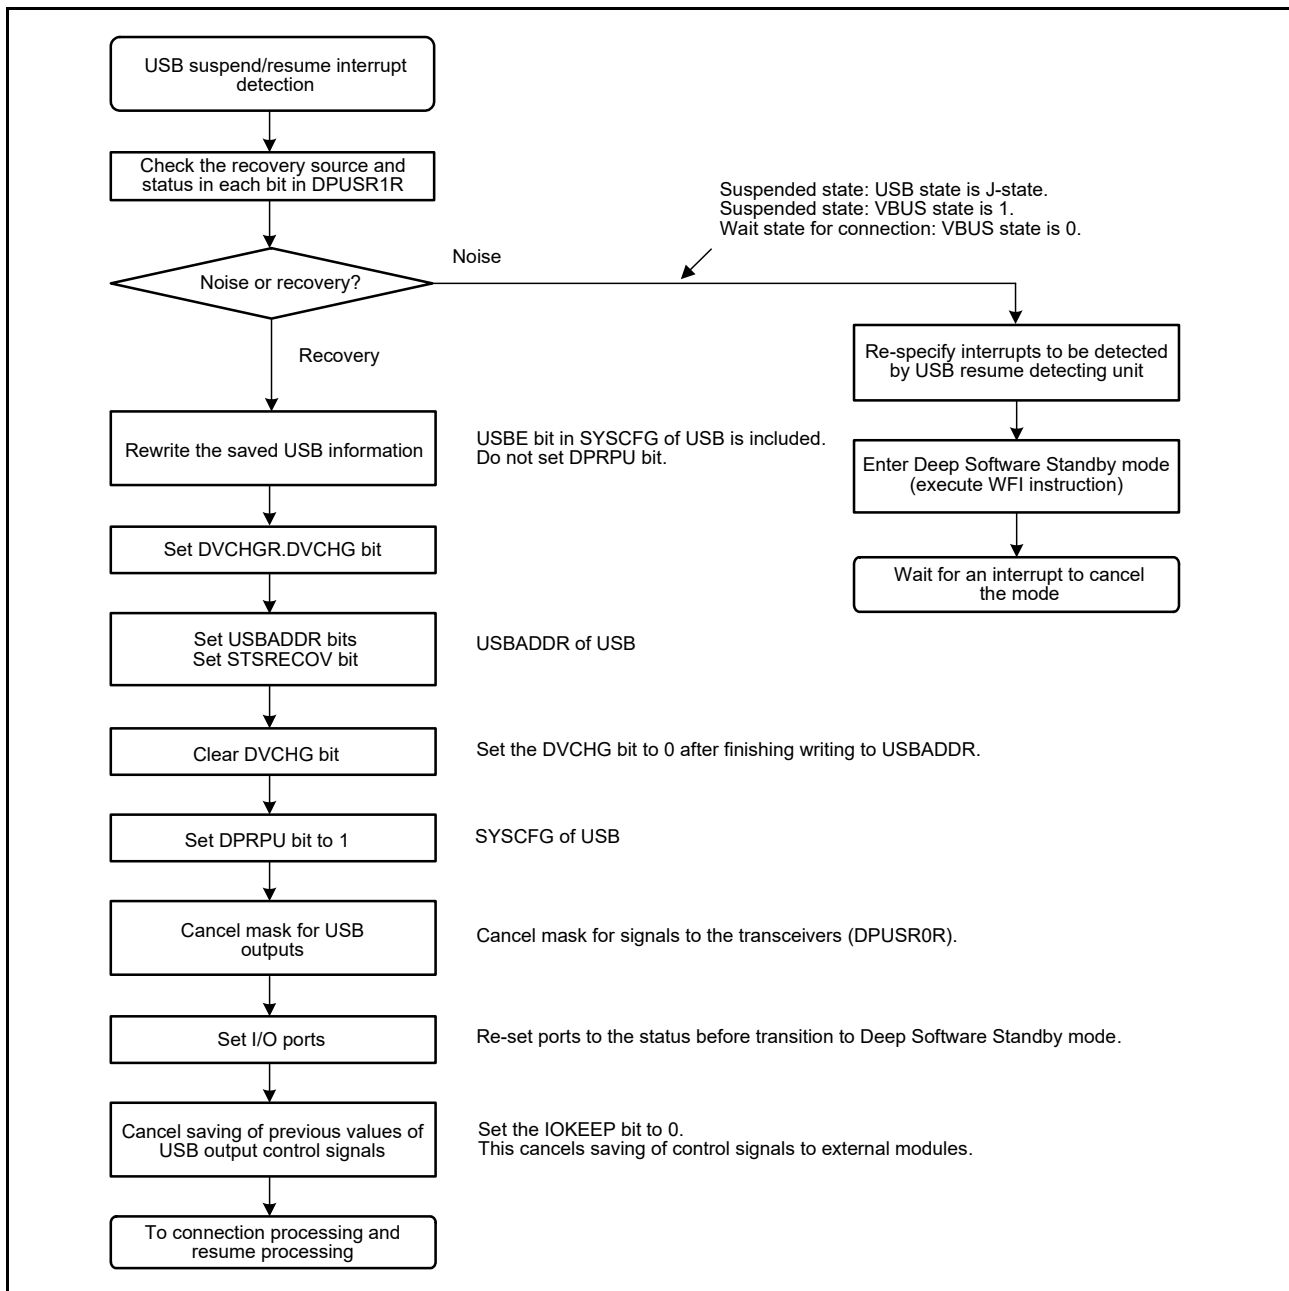 USB suspend/resume interrupt
detection
Check the recovery source and
status in each bit in DPUSR1R
Suspended state: USB state is J-state.
Suspended state: VBUS state is 1.
Wait state for connection: VBUS state is 0.
Noise or recovery?
Noise
Recovery
Re-specify interrupts to be detected
by USB resume detecting unit
Enter Deep Software Standby mode
(execute WFI instruction)
Wait for an interrupt to cancel
the mode
Rewrite the saved USB information
USBE bit in SYSCFG of USB is included.
Do not set DPRPU bit.
Set DVCHGR.DVCHG bit
Set USBADDR bits
Set STSRECOV bit
USBADDR of USB
Clear DVCHG bit
Set the DVCHG bit to 0 after finishing writing to USBADDR.
Set DPRPU bit to 1
SYSCFG of USB
Cancel mask for USB
outputs
Cancel mask for signals to the transceivers (DPUSR0R).
Set I/O ports
Re-set ports to the status before transition to Deep Software Standby mode.
Cancel saving of previous values of
USB output control signals
Set the IOKEEP bit to 0.
This cancels saving of control signals to external modules.
To connection processing and
resume processing